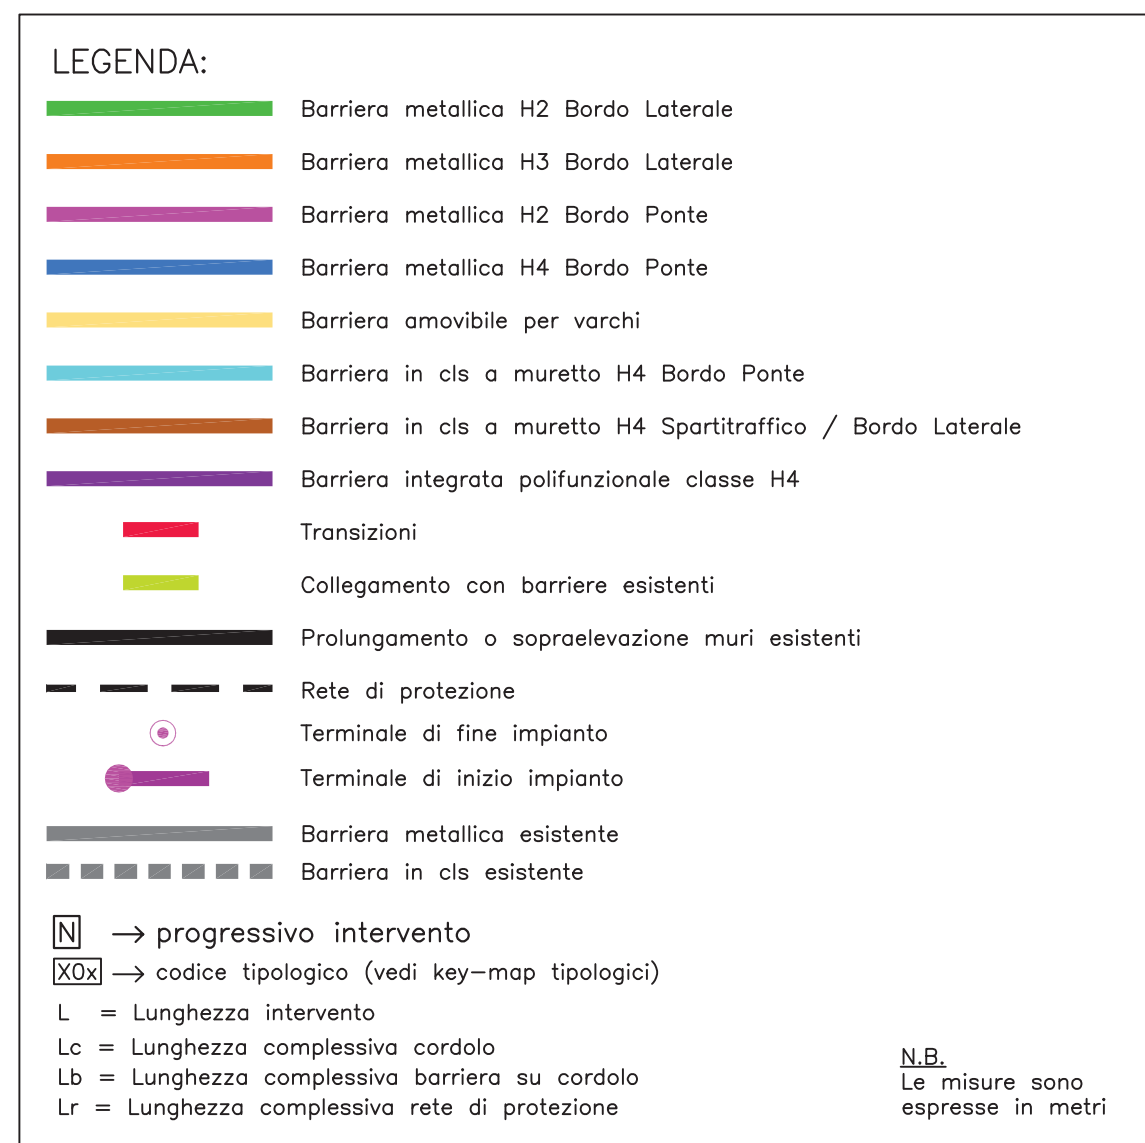 LEGENDA:
Barriera metallica H2 Bordo Laterale
Barriera metallica H3 Bordo Laterale
Barriera metallica H2 Bordo Ponte
Barriera metallica H4 Bordo Ponte
Barriera amovibile per varchi
Barriera in cls a muretto H4 Bordo Ponte
Barriera in cls a muretto H4 Spartitraffico / Bordo Laterale
Barriera integrata polifunzionale classe H4
Transizioni
Collegamento con barriere esistenti
Prolungamento o sopraelevazione muri esistenti
Rete di protezione
Terminale di fine impianto
Terminale di inizio impianto
Barriera metallica esistente
Barriera in cls esistente
N → progressivo intervento
X0x → codice tipologico (vedi key-map tipologici)
L = Lunghezza intervento
Lc = Lunghezza complessiva cordolo
Lb = Lunghezza complessiva barriera su cordolo
Lr = Lunghezza complessiva rete di protezione
N.B.
Le misure sono
espresse in metri